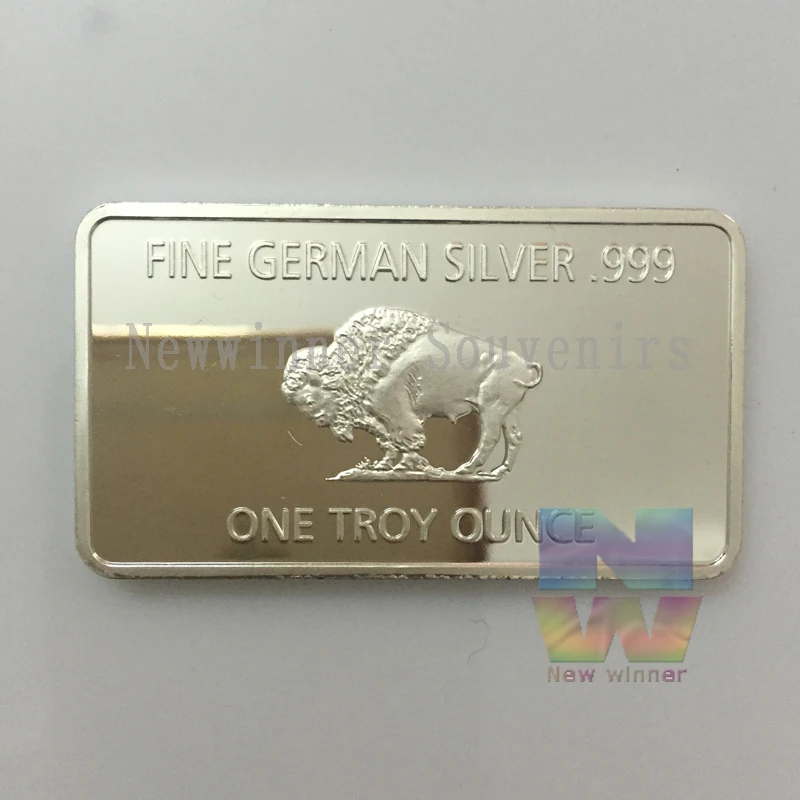 FINE GERMAN SILVER .999
Newwinner Souvenirs
ONE TROY OUNCE
NW
New winner